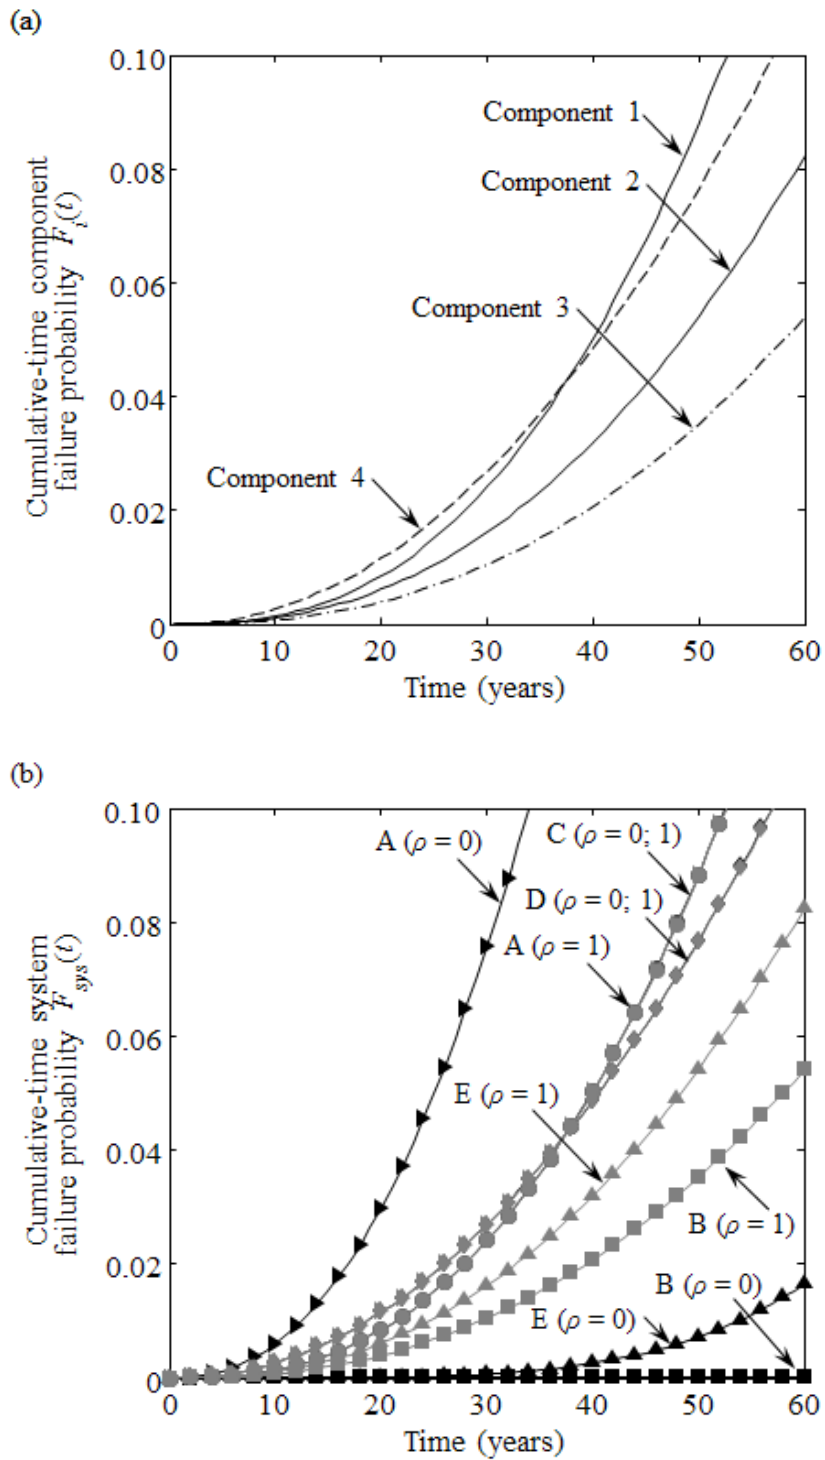 (a)
0.10
Component 1
0.08
Component 2
0.06
Component 3
0.04
Component 4
0.02
0
Cumulative-time component
failure probability F_i(t)
0 10 20 30 40 50 60
Time (years)
(b)
0.10
A (ρ = 0)
C (ρ = 0; 1)
0.08
D (ρ = 0; 1)
A (ρ = 1)
0.06
E (ρ = 1)
0.04
B (ρ = 1)
0.02
B (ρ = 0)
E (ρ = 0)
0
Cumulative-time system
failure probability F_sys(t)
0 10 20 30 40 50 60
Time (years)